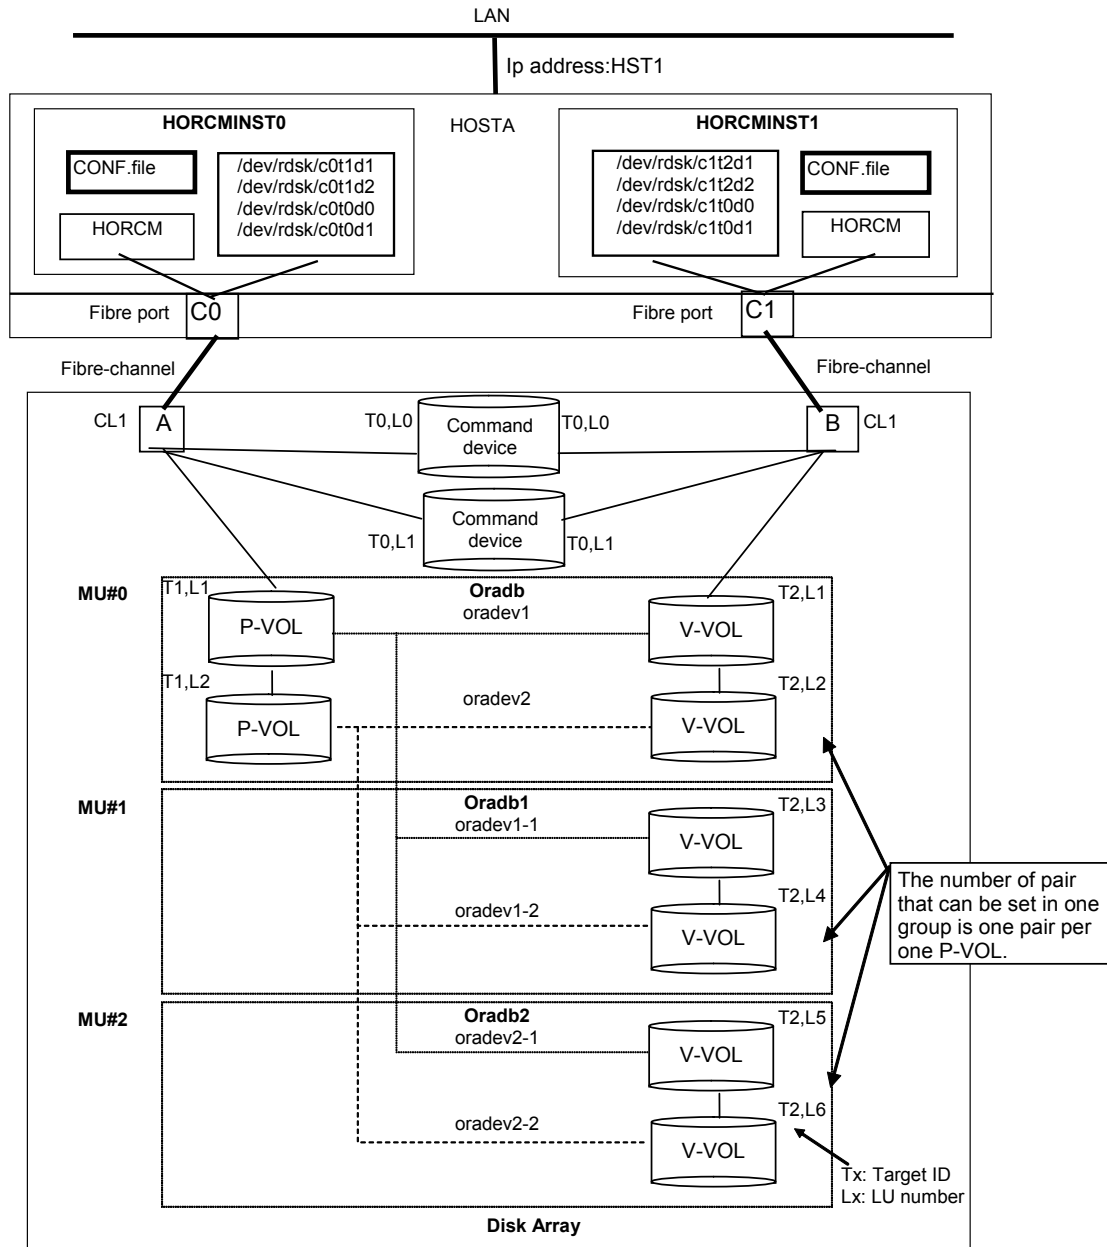 LAN
Ip address:HST1
HORCMINST0
HOSTA
HORCMINST1
CONF.file
/dev/rdsk/c0t1d1
/dev/rdsk/c0t1d2
/dev/rdsk/c0t0d0
/dev/rdsk/c0t0d1
HORCM
/dev/rdsk/c1t2d1
/dev/rdsk/c1t2d2
/dev/rdsk/c1t0d0
/dev/rdsk/c1t0d1
CONF.file
HORCM
Fibre port
C0
Fibre port
C1
Fibre-channel
Fibre-channel
CL1
A
T0,L0
Command
device
T0,L0
B
CL1
Command
device
T0,L1
T0,L1
MU#0
T1,L1
Oradb
oradev1
T2,L1
P-VOL
V-VOL
T1,L2
oradev2
T2,L2
P-VOL
V-VOL
MU#1
Oradb1
oradev1-1
T2,L3
V-VOL
oradev1-2
T2,L4
V-VOL
The number of pair
that can be set in one
group is one pair per
one P-VOL.
MU#2
Oradb2
oradev2-1
T2,L5
V-VOL
oradev2-2
T2,L6
V-VOL
Tx: Target ID
Lx: LU number
Disk Array